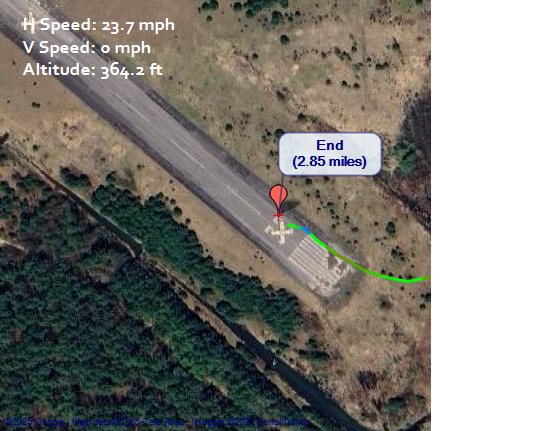 H Speed: 23.7 mph
V Speed: 0 mph
Altitude: 364.2 ft
End
(2.85 miles)